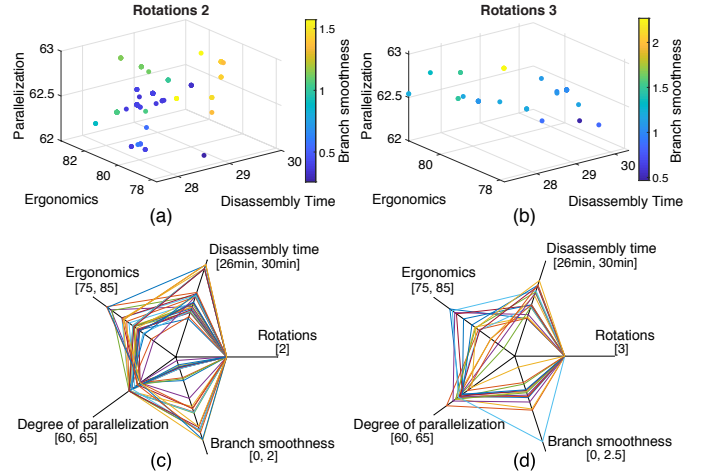 Rotations 2
63
62.5
62
Parallelization
82
80
78
Ergonomics
28
29
30
Disassembly Time
1.5
1
0.5
Branch smoothness
(a)
Rotations 3
63
62.5
62
Parallelization
80
78
Ergonomics
28
29
30
Disassembly Time
2
1.5
1
0.5
Branch smoothness
(b)
Disassembly time
[26min, 30min]
Ergonomics
[75, 85]
Rotations
[2]
Degree of parallelization
[60, 65]
Branch smoothness
[0, 2]
(c)
Disassembly time
[26min, 30min]
Ergonomics
[75, 85]
Rotations
[3]
Degree of parallelization
[60, 65]
Branch smoothness
[0, 2.5]
(d)